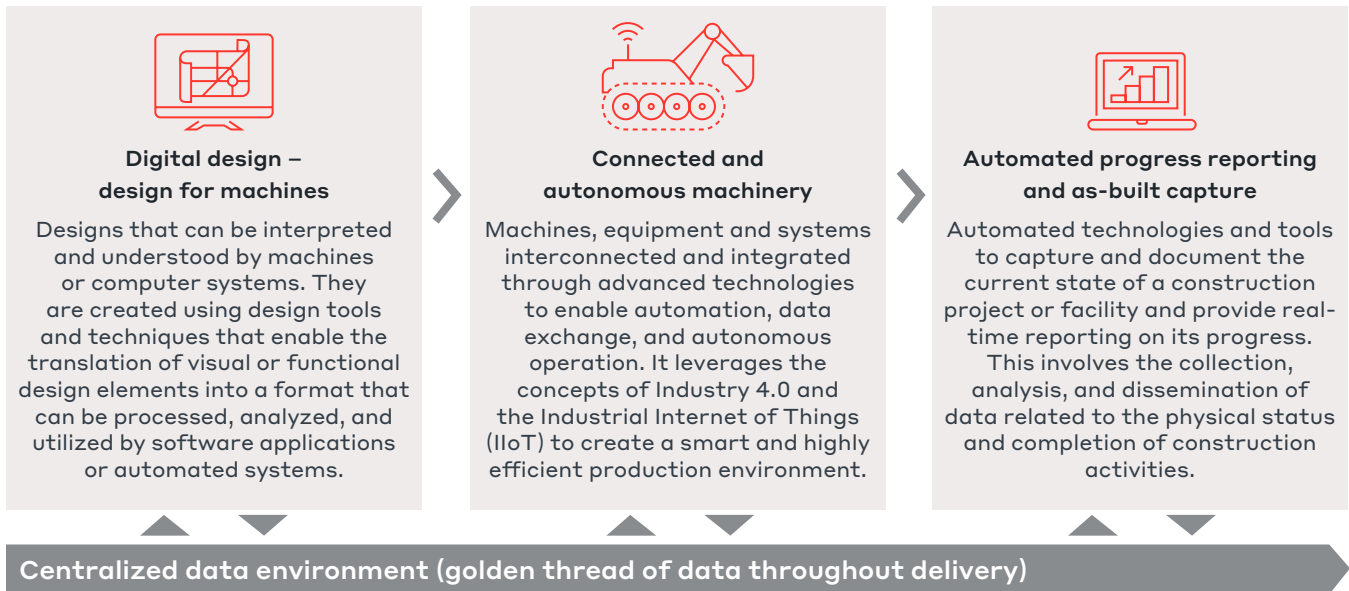 Digital design –
design for machines
Designs that can be interpreted
and understood by machines
or computer systems. They
are created using design tools
and techniques that enable the
translation of visual or functional
design elements into a format that
can be processed, analyzed, and
utilized by software applications
or automated systems.
Connected and
autonomous machinery
Machines, equipment and systems
interconnected and integrated
through advanced technologies
to enable automation, data
exchange, and autonomous
operation. It leverages the
concepts of Industry 4.0 and
the Industrial Internet of Things
(IIoT) to create a smart and highly
efficient production environment.
Automated progress reporting
and as-built capture
Automated technologies and tools
to capture and document the
current state of a construction
project or facility and provide real-
time reporting on its progress.
This involves the collection,
analysis, and dissemination of
data related to the physical status
and completion of construction
activities.
Centralized data environment (golden thread of data throughout delivery)